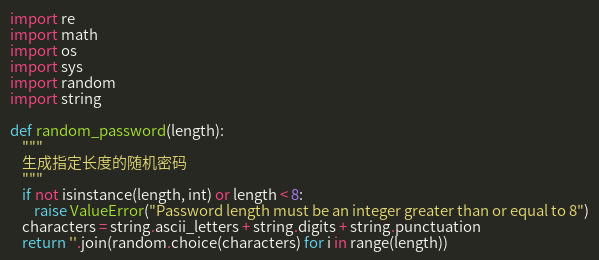 import re
import math
import os
import sys
import random
import string

def random_password(length):
    """
    生成指定长度的随机密码
    """
    if not isinstance(length, int) or length < 8:
        raise ValueError("Password length must be an integer greater than or equal to 8")
    characters = string.ascii_letters + string.digits + string.punctuation
    return ''.join(random.choice(characters) for i in range(length))